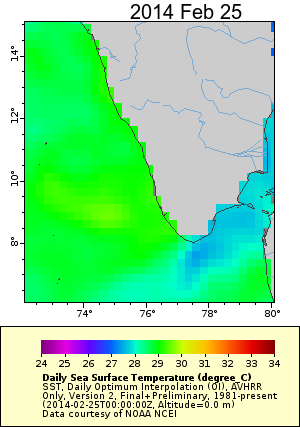 2014 Feb 25
14°
12°
10°
8°
74°
76°
78°
80°
24 25 26 27 28 29 30 31 32 33 34
Daily Sea Surface Temperature (degree_C)
SST, Daily Optimum Interpolation (OI), AVHRR
Only, Version 2, Final+Preliminary, 1981-present
(2014-02-25T00:00:00Z, Altitude=0.0 m)
Data courtesy of NOAA NCEI